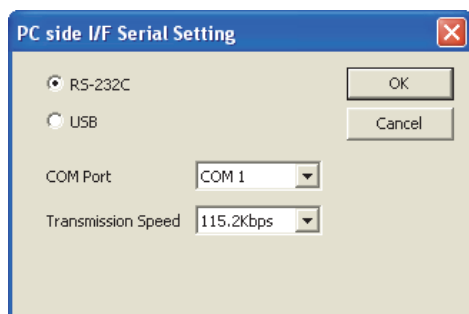 PC side I/F Serial Setting
RS-232C
OK
USB
Cancel
COM Port
COM 1
Transmission Speed
115.2Kbps